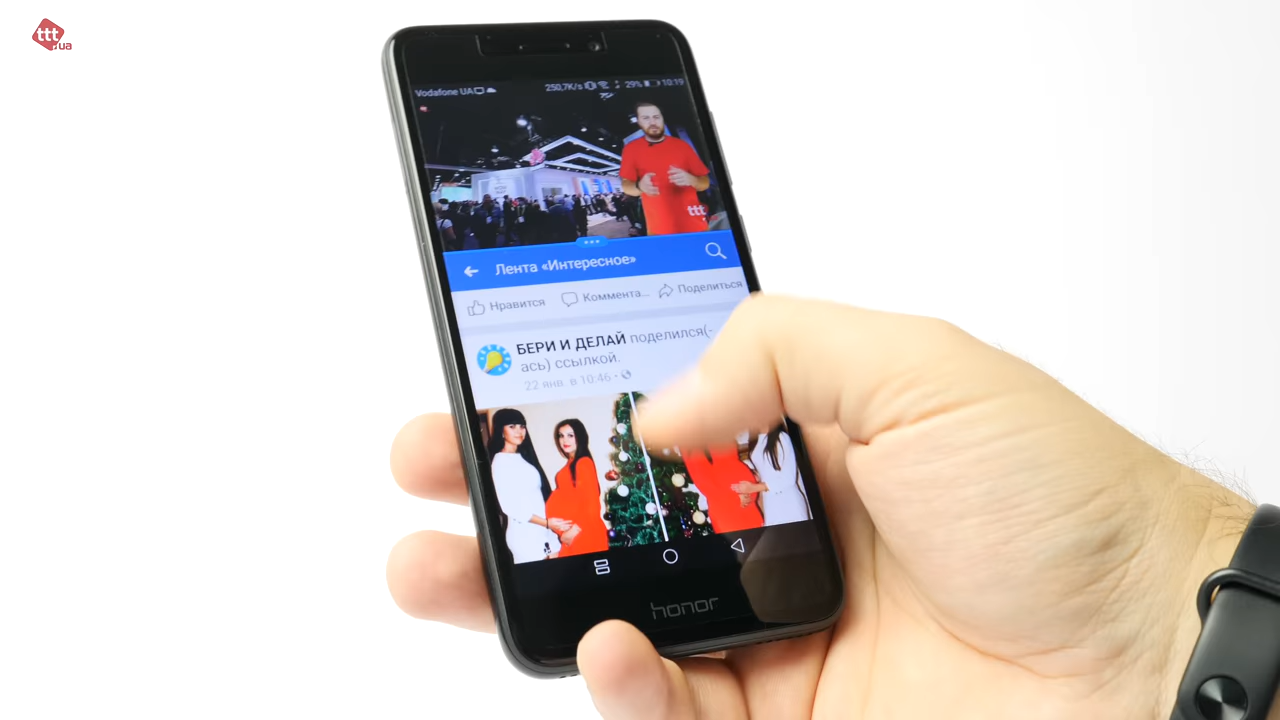 ttt
.ua
Vodafone UA 250,7K/s 29% 10:19
ttt
Лента «Интересное»
Нравится Коммента... Поделиться
БЕРИ И ДЕЛАЙ поделился(-
ась) ссылкой.
22 янв. в 10:46 •
honor